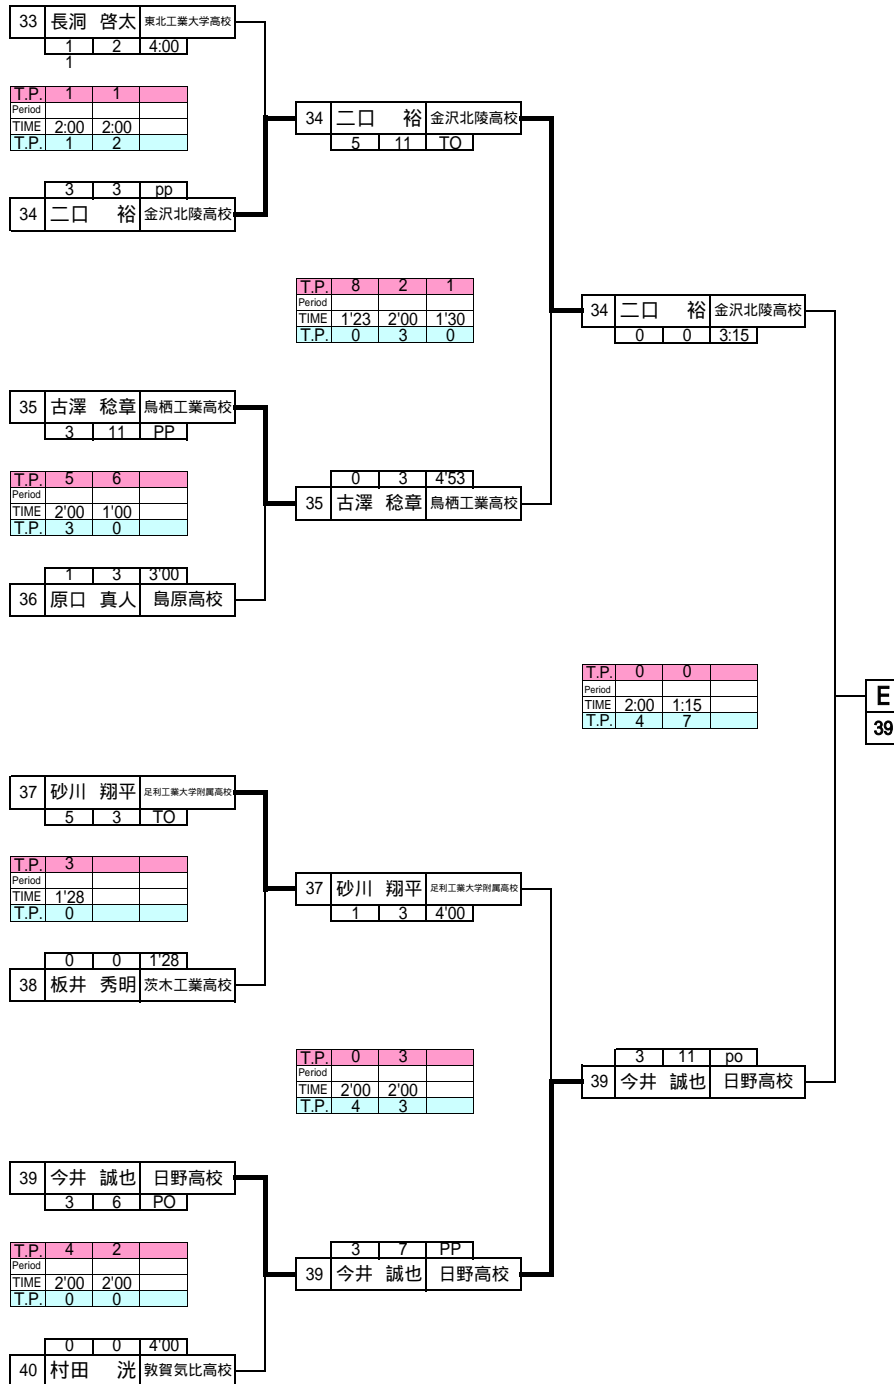 33 長洞 啓太 東北工業大学高校
1 2 4:00
1
T.P. 1 1
Period
TIME 2:00 2:00
T.P. 1 2
3 3 pp
34 二口 裕 金沢北陵高校
34 二口 裕 金沢北陵高校
5 11 TO
T.P. 8 2 1
Period
TIME 1'23 2'00 1'30
T.P. 0 3 0
34 二口 裕 金沢北陵高校
0 0 3:15
35 古澤 稔章 鳥栖工業高校
3 11 PP
T.P. 5 6
Period
TIME 2'00 1'00
T.P. 3 0
0 3 4'53
35 古澤 稔章 鳥栖工業高校
1 3 3'00
36 原口 真人 島原高校
T.P. 0 0
Period
TIME 2:00 1:15
T.P. 4 7
E
39
37 砂川 翔平 足利工業大学附属高校
5 3 TO
T.P. 3
Period
TIME 1'28
T.P. 0
37 砂川 翔平 足利工業大学附属高校
1 3 4'00
0 0 1'28
38 板井 秀明 茨木工業高校
T.P. 0 3
Period
TIME 2'00 2'00
T.P. 4 3
3 11 po
39 今井 誠也 日野高校
39 今井 誠也 日野高校
3 6 PO
T.P. 4 2
Period
TIME 2'00 2'00
T.P. 0 0
3 7 PP
39 今井 誠也 日野高校
0 0 4'00
40 村田 洸 敦賀気比高校